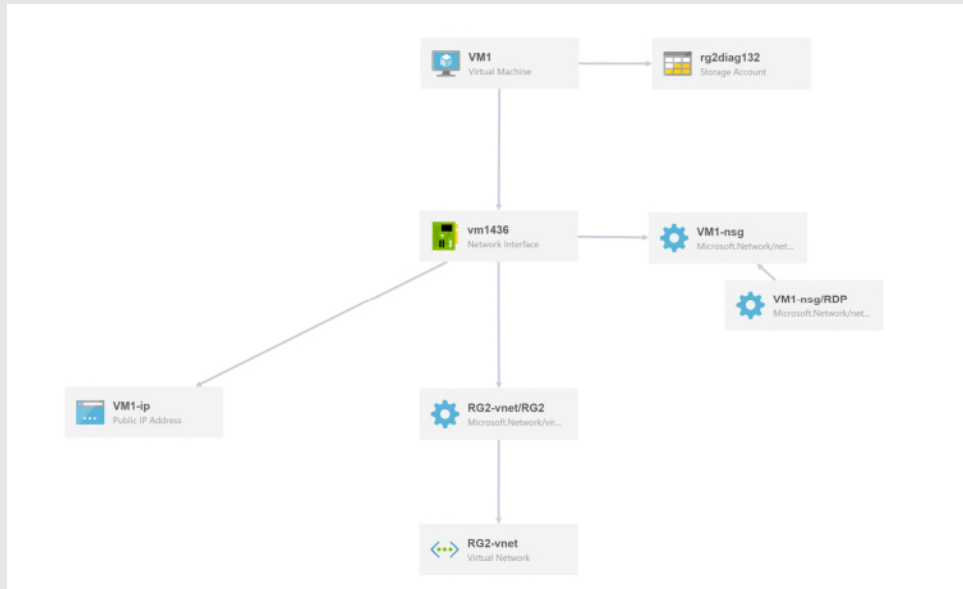 VM1
Virtual Machine
rg2diag132
Storage Account
vm1436
Network Interface
VM1-nsg
Microsoft.Network/net...
VM1-nsg/RDP
Microsoft.Network/net...
VM1-ip
Public IP Address
RG2-vnet/RG2
Microsoft.Network/vir...
RG2-vnet
Virtual Network